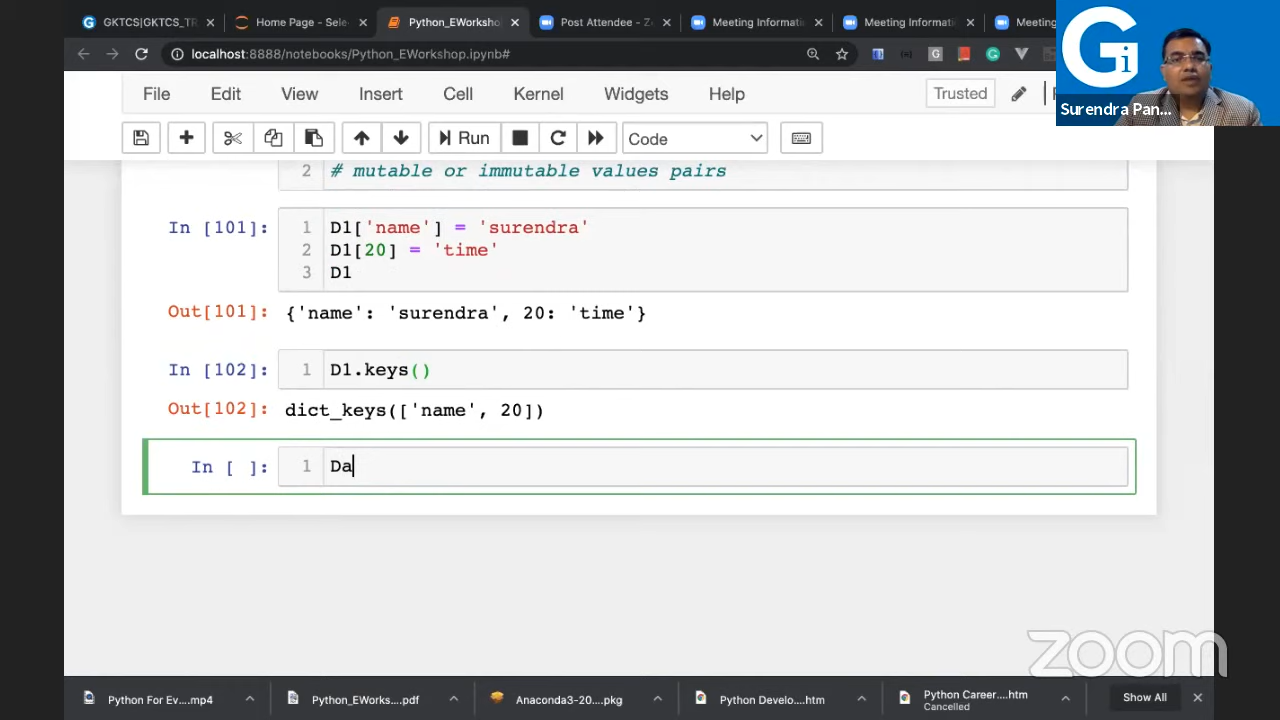 GKTCS|GKTCS_TR
Home Page - Sele
Python_EWorksho
Post Attendee - Z
Meeting Informati
Meeting Informati
Meeting
localhost:8888/notebooks/Python_EWorkshop.ipynb#
Gi
Surendra Pan...
File Edit View Insert Cell Kernel Widgets Help
Trusted
Run
Code
2 # mutable or immutable values pairs
In [101]:
1 D1['name'] = 'surendra'
2 D1[20] = 'time'
3 D1
Out[101]: {'name': 'surendra', 20: 'time'}
In [102]: 1 D1.keys()
Out[102]: dict_keys(['name', 20])
In [ ]: 1 Da
zoom
Python For Ev....mp4
Python_EWorks....pdf
Anaconda3-20....pkg
Python Develo....htm
Python Career....htm
Cancelled
Show All